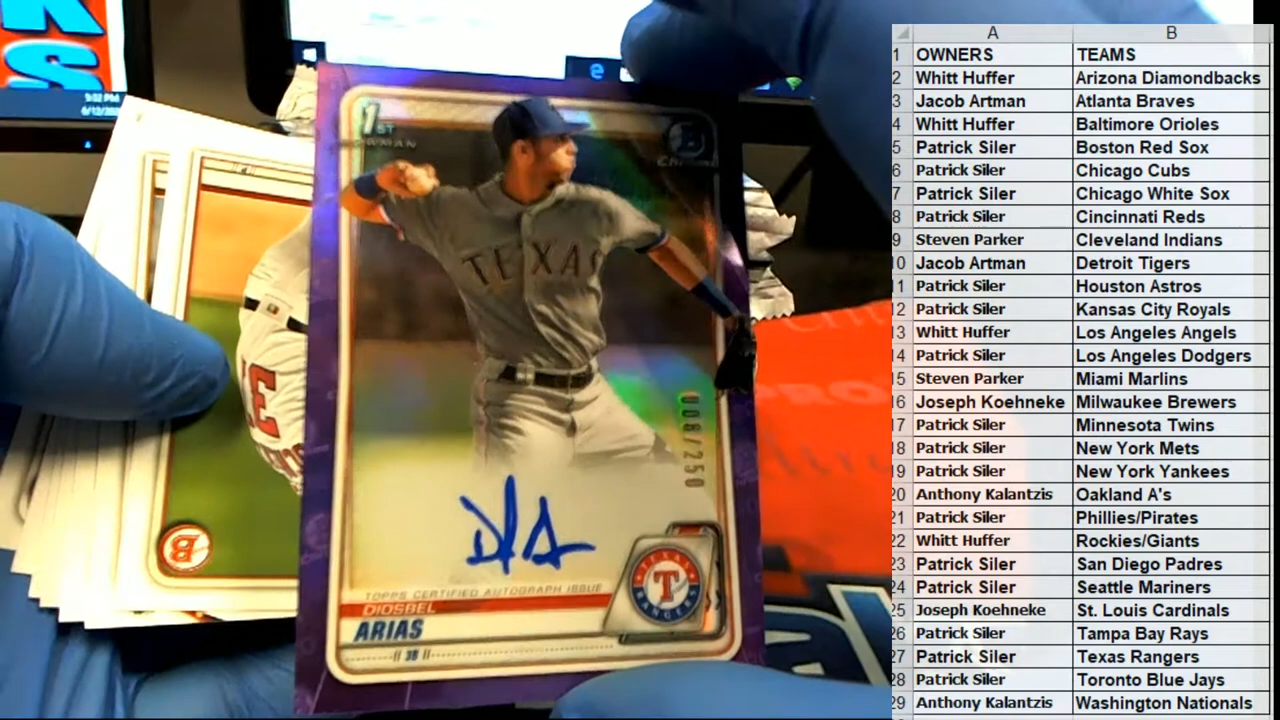 KS
9:02 PM
1ST
BOWMAN
TEXAS
008/250
TOPPS CERTIFIED AUTOGRAPH ISSUE
DIOSBEL
ARIAS
// 3B //
TEXAS
T
RANGERS
B
A B
1 OWNERS TEAMS
2 Whitt Huffer Arizona Diamondbacks
3 Jacob Artman Atlanta Braves
4 Whitt Huffer Baltimore Orioles
5 Patrick Siler Boston Red Sox
6 Patrick Siler Chicago Cubs
7 Patrick Siler Chicago White Sox
8 Patrick Siler Cincinnati Reds
9 Steven Parker Cleveland Indians
10 Jacob Artman Detroit Tigers
11 Patrick Siler Houston Astros
12 Patrick Siler Kansas City Royals
13 Whitt Huffer Los Angeles Angels
14 Patrick Siler Los Angeles Dodgers
15 Steven Parker Miami Marlins
16 Joseph Koehneke Milwaukee Brewers
17 Patrick Siler Minnesota Twins
18 Patrick Siler New York Mets
19 Patrick Siler New York Yankees
20 Anthony Kalantzis Oakland A's
21 Patrick Siler Phillies/Pirates
22 Whitt Huffer Rockies/Giants
23 Patrick Siler San Diego Padres
24 Patrick Siler Seattle Mariners
25 Joseph Koehneke St. Louis Cardinals
26 Patrick Siler Tampa Bay Rays
27 Patrick Siler Texas Rangers
28 Patrick Siler Toronto Blue Jays
29 Anthony Kalantzis Washington Nationals